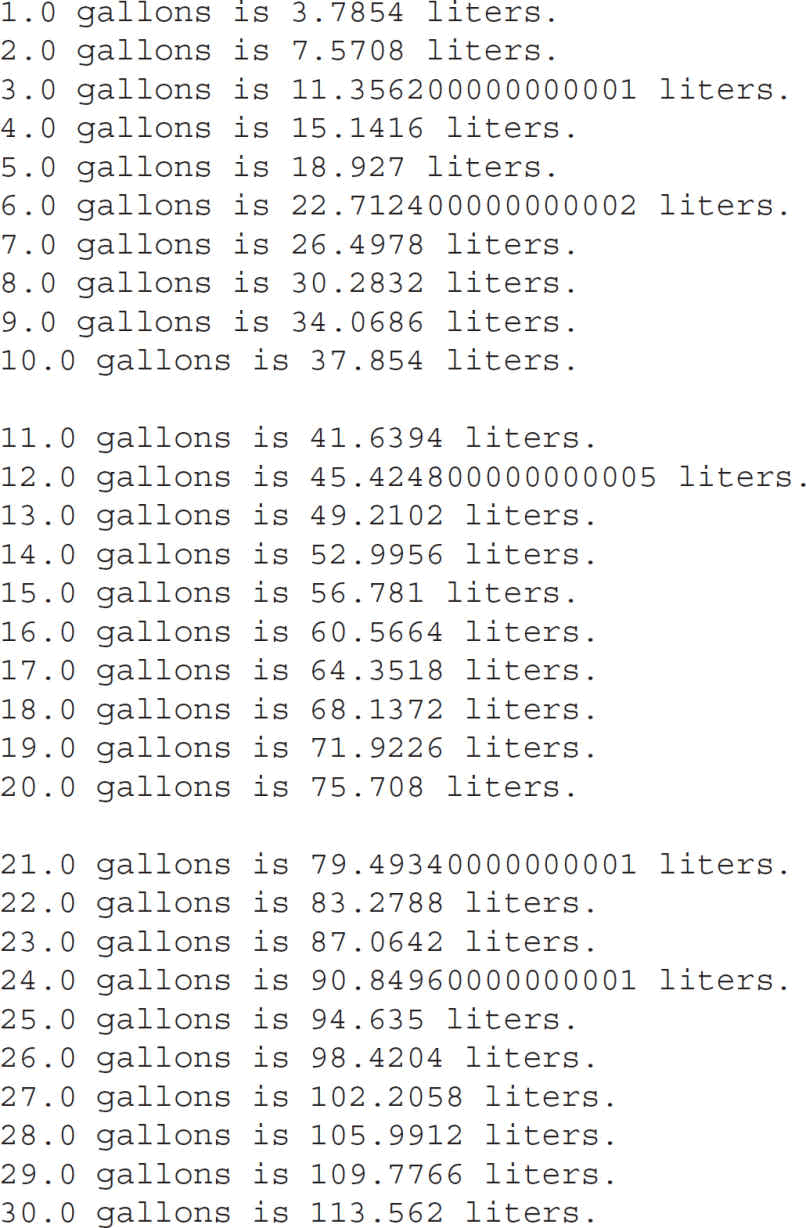 1.0 gallons is 3.7854 liters.
2.0 gallons is 7.5708 liters.
3.0 gallons is 11.356200000000001 liters.
4.0 gallons is 15.1416 liters.
5.0 gallons is 18.927 liters.
6.0 gallons is 22.712400000000002 liters.
7.0 gallons is 26.4978 liters.
8.0 gallons is 30.2832 liters.
9.0 gallons is 34.0686 liters.
10.0 gallons is 37.854 liters.

11.0 gallons is 41.6394 liters.
12.0 gallons is 45.424800000000005 liters.
13.0 gallons is 49.2102 liters.
14.0 gallons is 52.9956 liters.
15.0 gallons is 56.781 liters.
16.0 gallons is 60.5664 liters.
17.0 gallons is 64.3518 liters.
18.0 gallons is 68.1372 liters.
19.0 gallons is 71.9226 liters.
20.0 gallons is 75.708 liters.

21.0 gallons is 79.49340000000001 liters.
22.0 gallons is 83.2788 liters.
23.0 gallons is 87.0642 liters.
24.0 gallons is 90.84960000000001 liters.
25.0 gallons is 94.635 liters.
26.0 gallons is 98.4204 liters.
27.0 gallons is 102.2058 liters.
28.0 gallons is 105.9912 liters.
29.0 gallons is 109.7766 liters.
30.0 gallons is 113.562 liters.